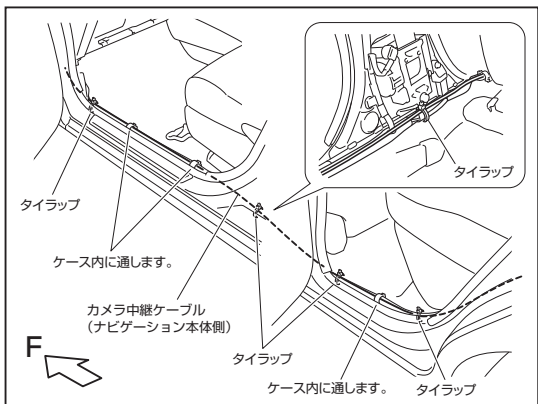 タイラップ
タイラップ
ケース内に通します。
カメラ中継ケーブル
(ナビゲーション本体側)
タイラップ
ケース内に通します。
タイラップ
F